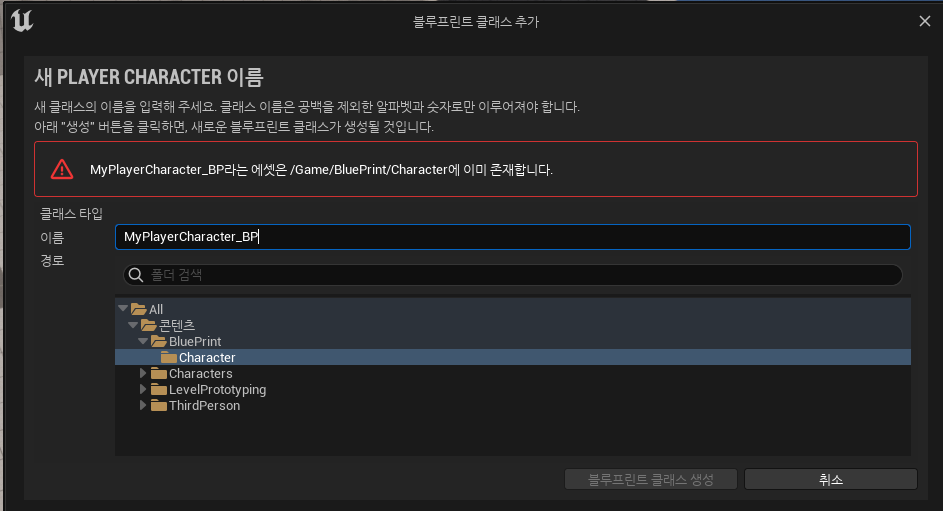 블루프린트 클래스 추가
새 PLAYER CHARACTER 이름
새 클래스의 이름을 입력해 주세요. 클래스 이름은 공백을 제외한 알파벳과 숫자로만 이루어져야 합니다.
아래 "생성" 버튼을 클릭하면, 새로운 블루프린트 클래스가 생성될 것입니다.
MyPlayerCharacter_BP라는 에셋은 /Game/BluePrint/Character에 이미 존재합니다.
클래스 타입
이름 MyPlayerCharacter_BP
경로
폴더 검색
All
콘텐츠
BluePrint
Character
Characters
LevelPrototyping
ThirdPerson
블루프린트 클래스 생성 취소